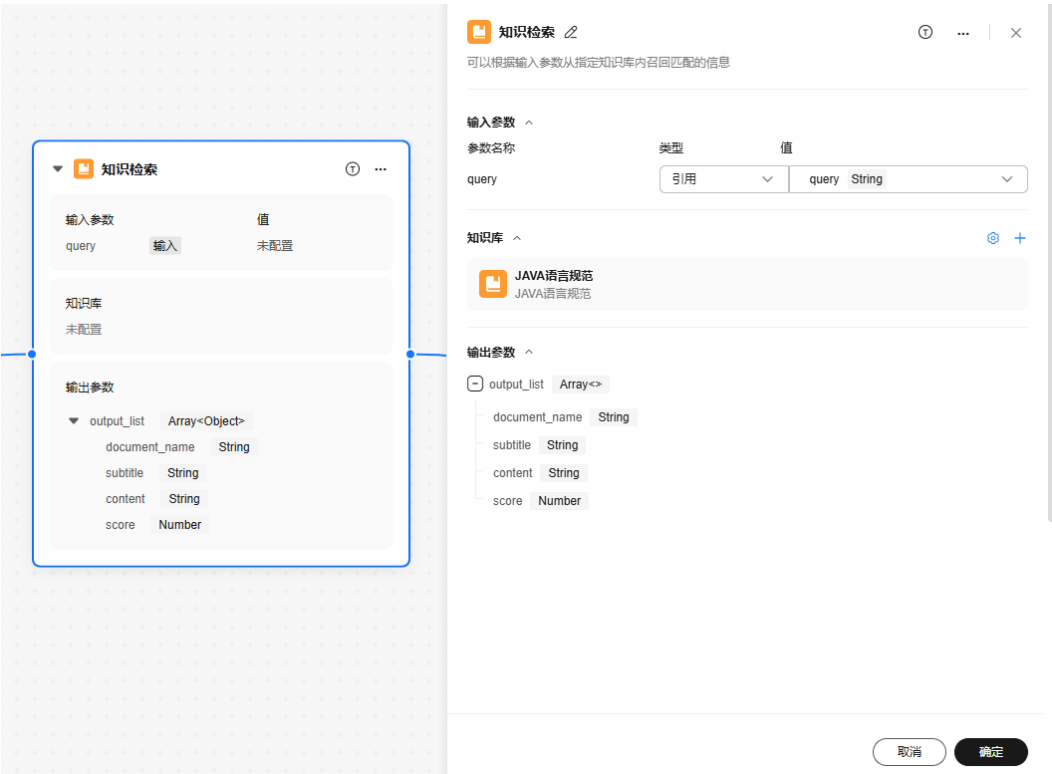 知识检索
输入参数 值
query 输入 未配置
知识库
未配置
输出参数
output_list Array<Object>
document_name String
subtitle String
content String
score Number
知识检索
可以根据输入参数从指定知识库内召回匹配的信息
输入参数
参数名称 类型 值
query 引用 query String
知识库
JAVA语言规范
JAVA语言规范
输出参数
output_list Array<>
document_name String
subtitle String
content String
score Number
取消 确定